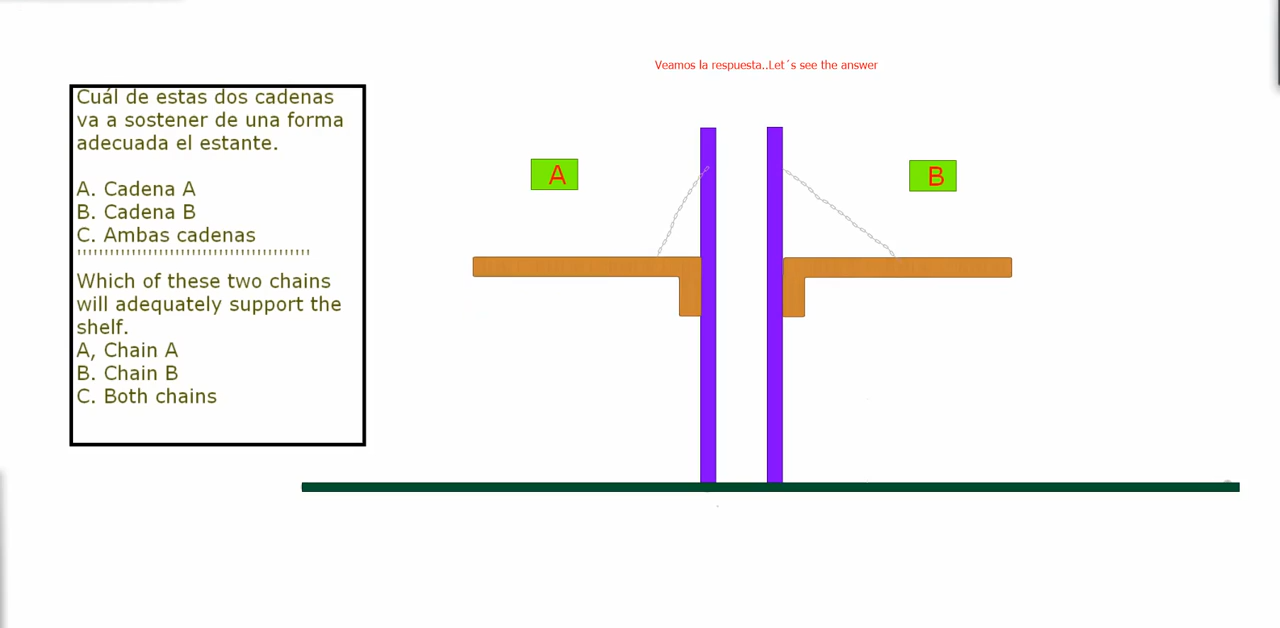 Veamos la respuesta..Let´s see the answer
Cuál de estas dos cadenas
va a sostener de una forma
adecuada el estante.
A. Cadena A
B. Cadena B
C. Ambas cadenas
''''''''''''''''''''''''''''''''''''''''''
Which of these two chains
will adequately support the
shelf.
A, Chain A
B. Chain B
C. Both chains
A
B